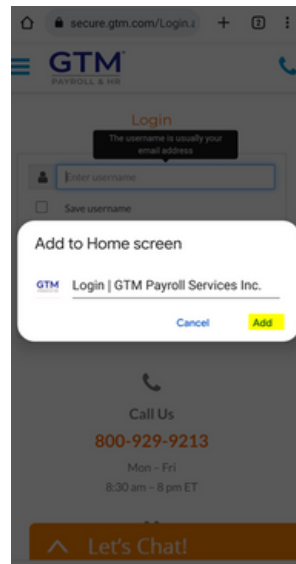 secure.gtm.com/Login.a
2
GTM
PAYROLL & HR
Login
The username is usually your
email address
Enter username
Save username
Add to Home screen
GTM
Login | GTM Payroll Services Inc.
Cancel
Add
Call Us
800-929-9213
Mon – Fri
8:30 am – 8 pm ET
Let's Chat!